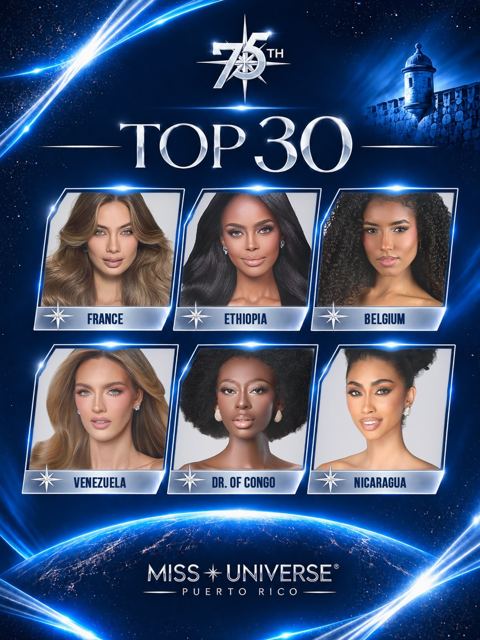 75TH
TOP 30
FRANCE
ETHIOPIA
BELGIUM
VENEZUELA
DR. OF CONGO
NICARAGUA
MISS UNIVERSE®
PUERTO RICO